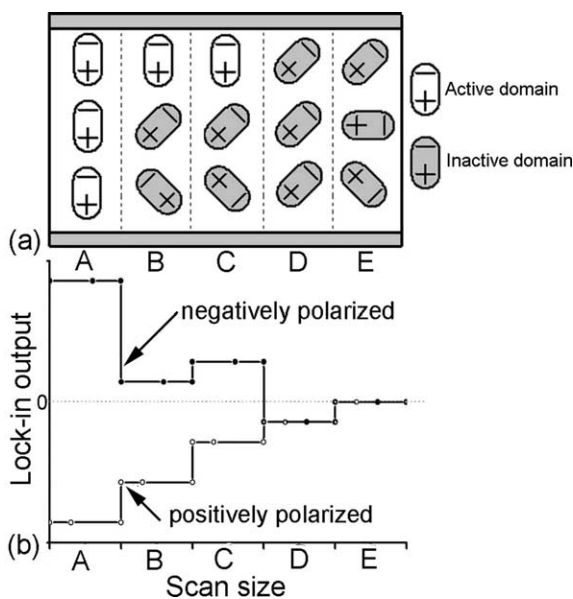 Active domain
Inactive domain
(a)
A B C D E
negatively polarized
Lock-in output
0
positively polarized
(b)
A B C D E
Scan size